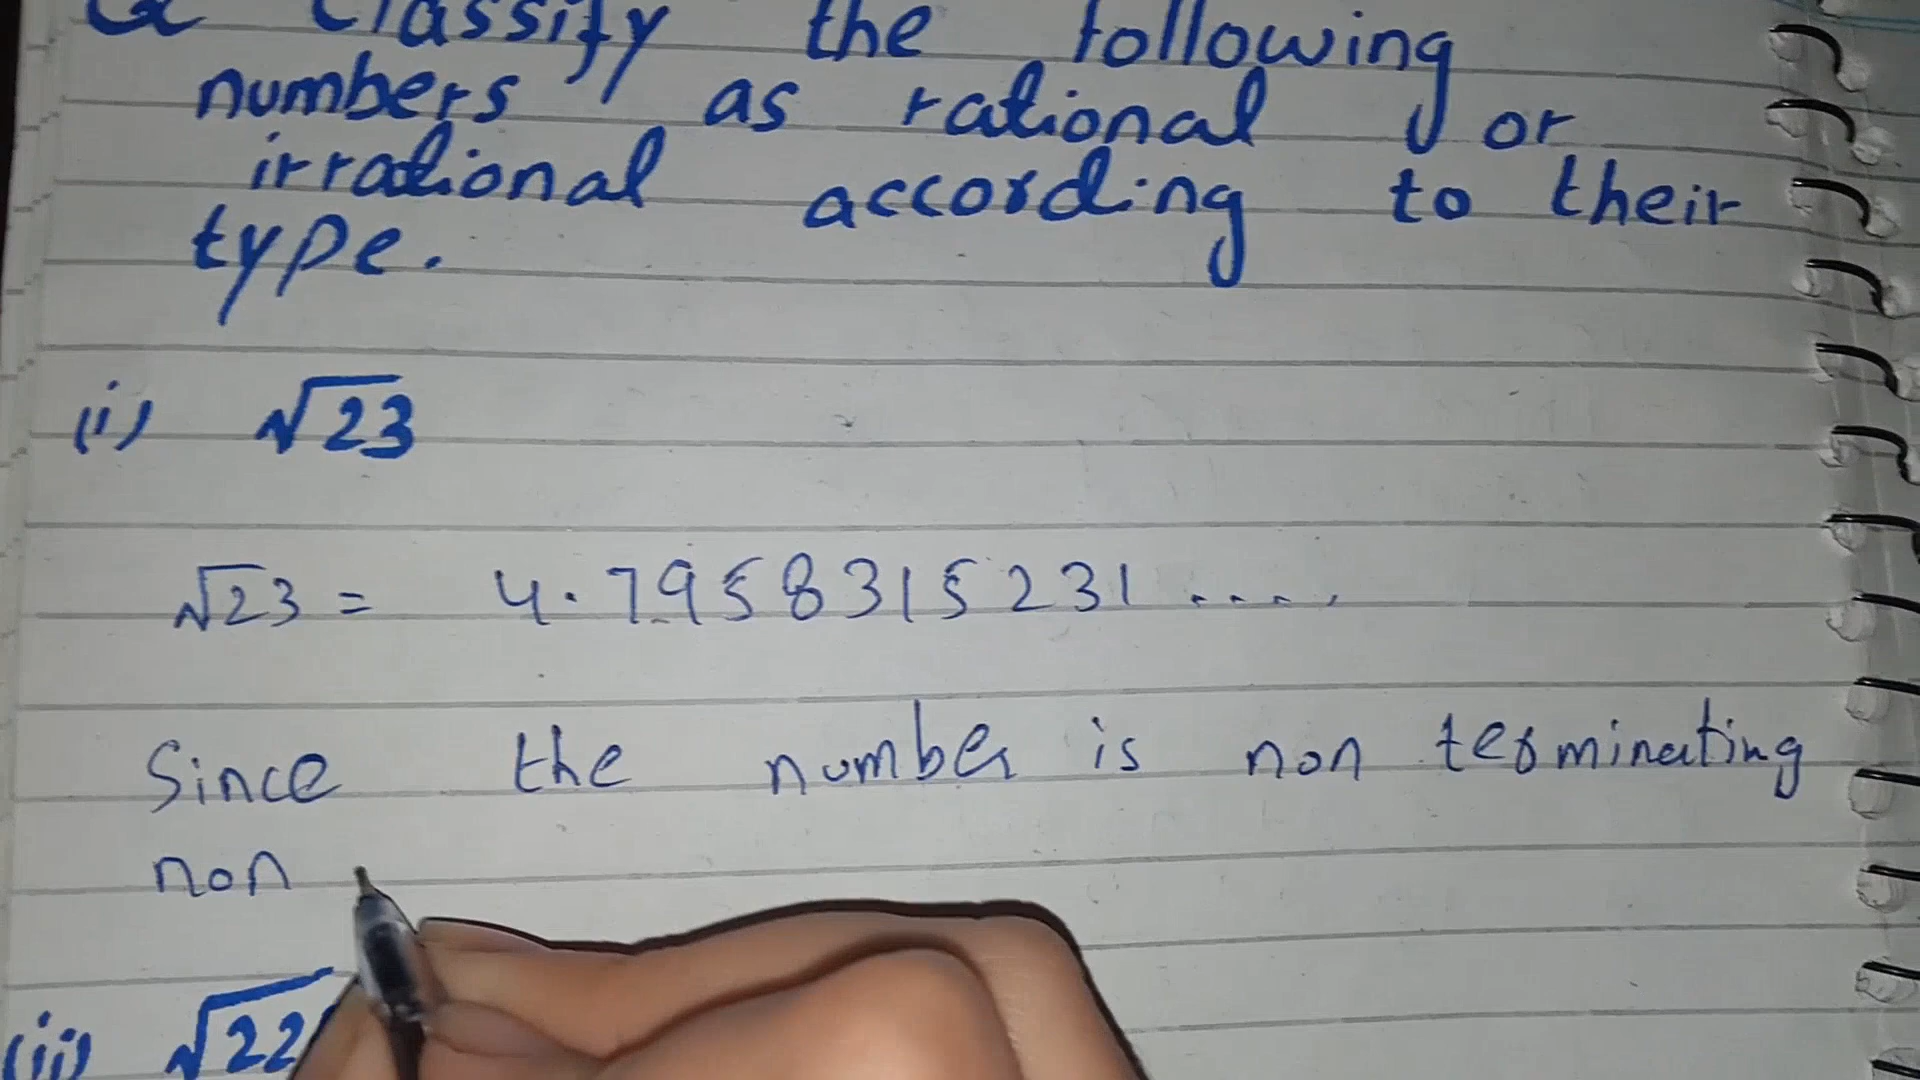 Q Classify the following
numbers as rational or
irrational according to their
type.
(i) √23
√23 = 4.7958315231....
Since the number is non terminating
non
(ii) √22